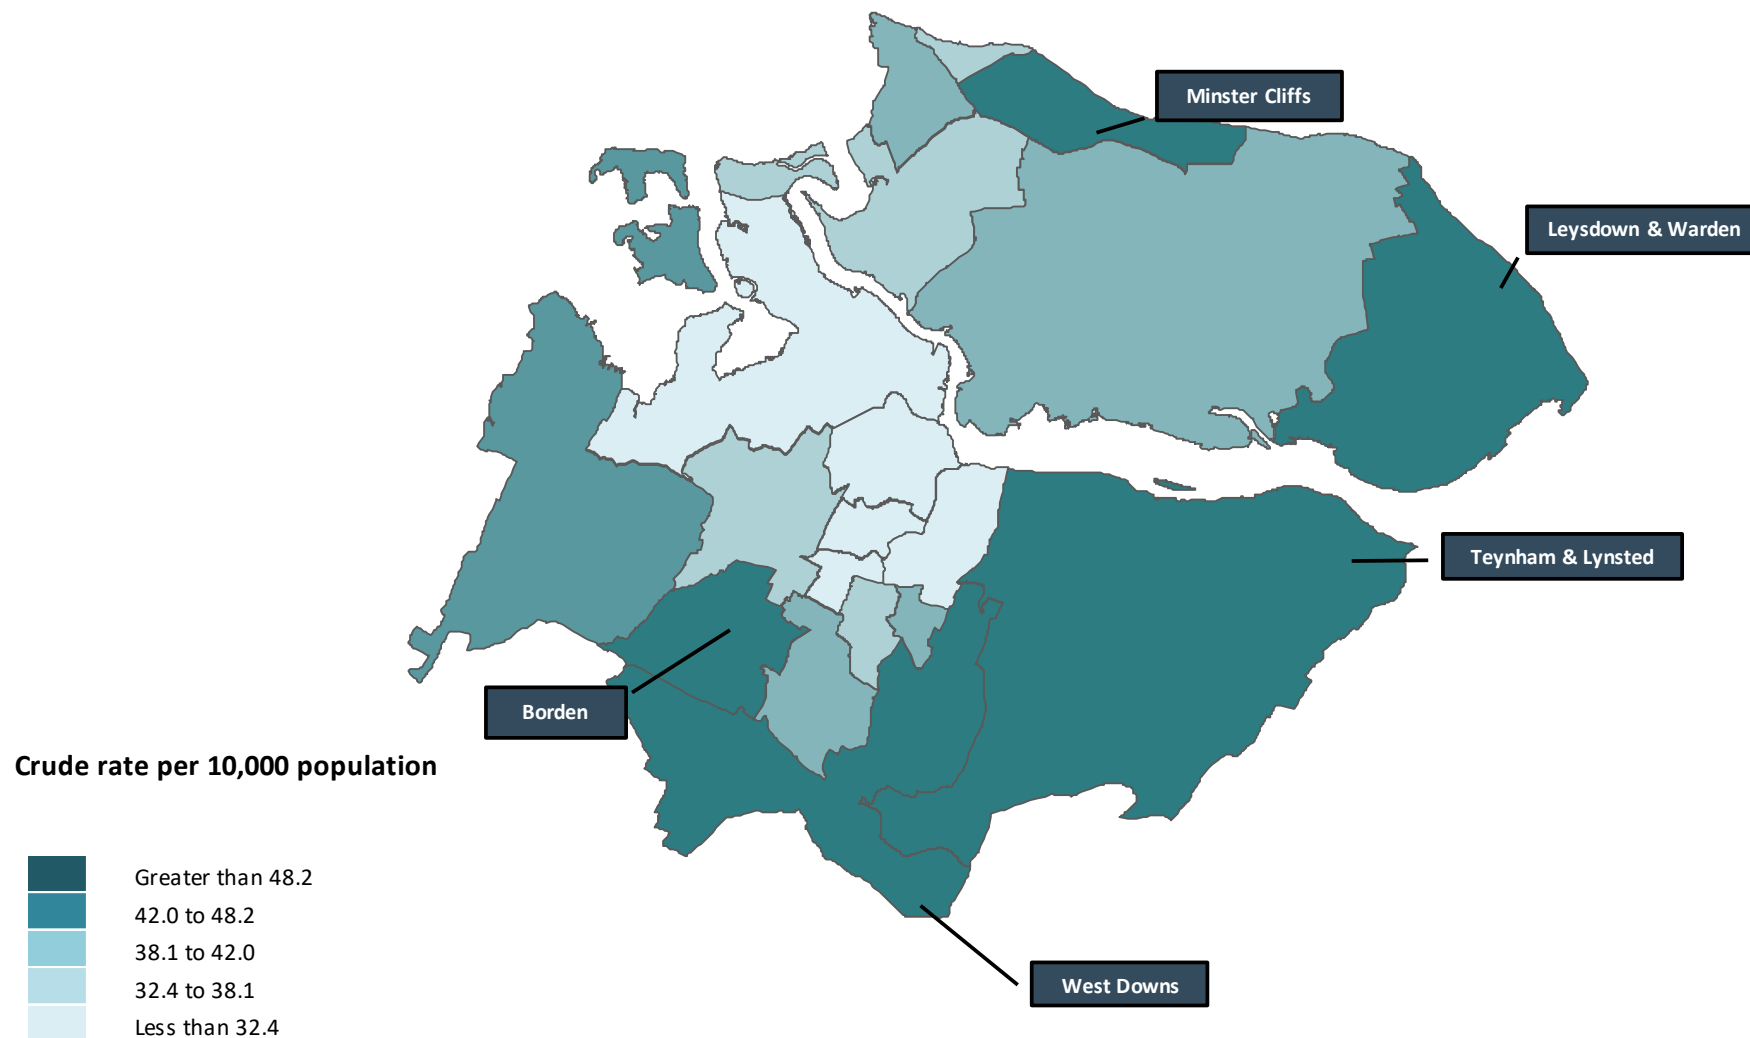 Minster Cliffs
Leysdown & Warden
Teynham & Lynsted
Borden
Crude rate per 10,000 population
Greater than 48.2
42.0 to 48.2
38.1 to 42.0
32.4 to 38.1
Less than 32.4
West Downs